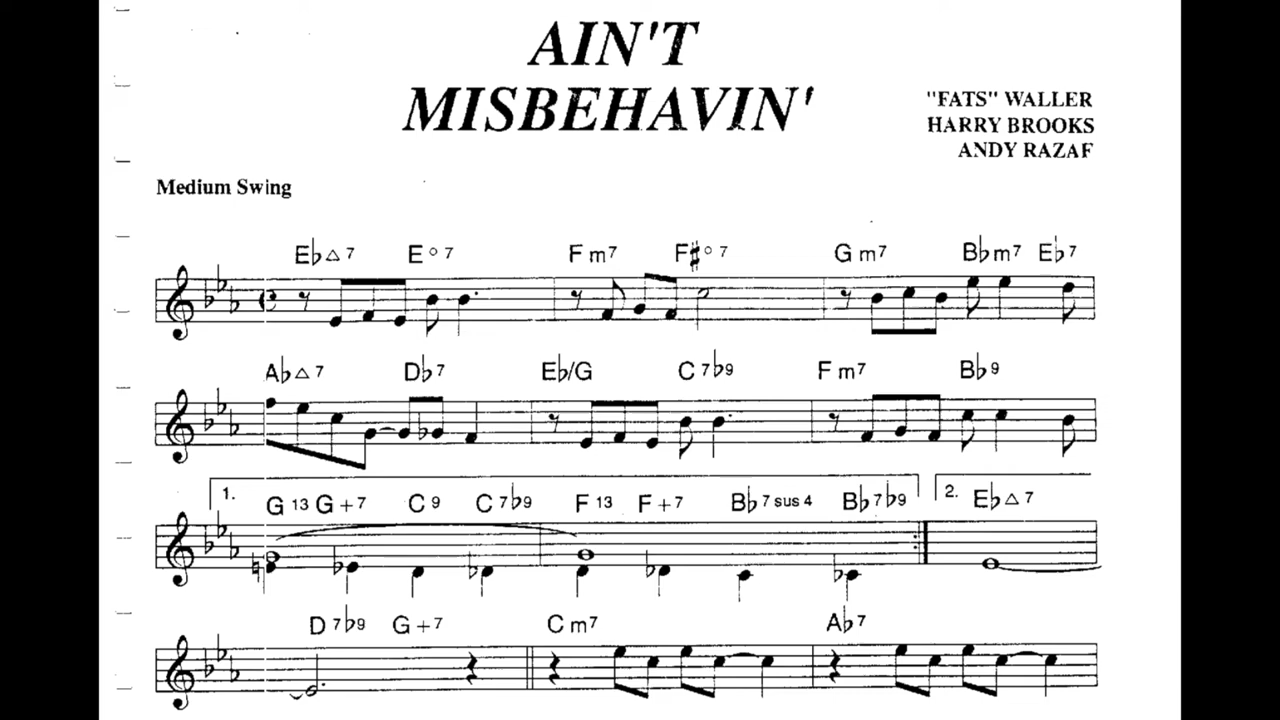 AIN'T
MISBEHAVIN'
"FATS" WALLER
HARRY BROOKS
ANDY RAZAF
Medium Swing
E♭△7 E°7 Fm7 F♯°7 Gm7 B♭m7 E♭7
A♭△7 D♭7 E♭/G C7♭9 Fm7 B♭9
1. G13 G+7 C9 C7♭9 F13 F+7 B♭7sus4 B♭7♭9 2. E♭△7
D7♭9 G+7 Cm7 A♭7